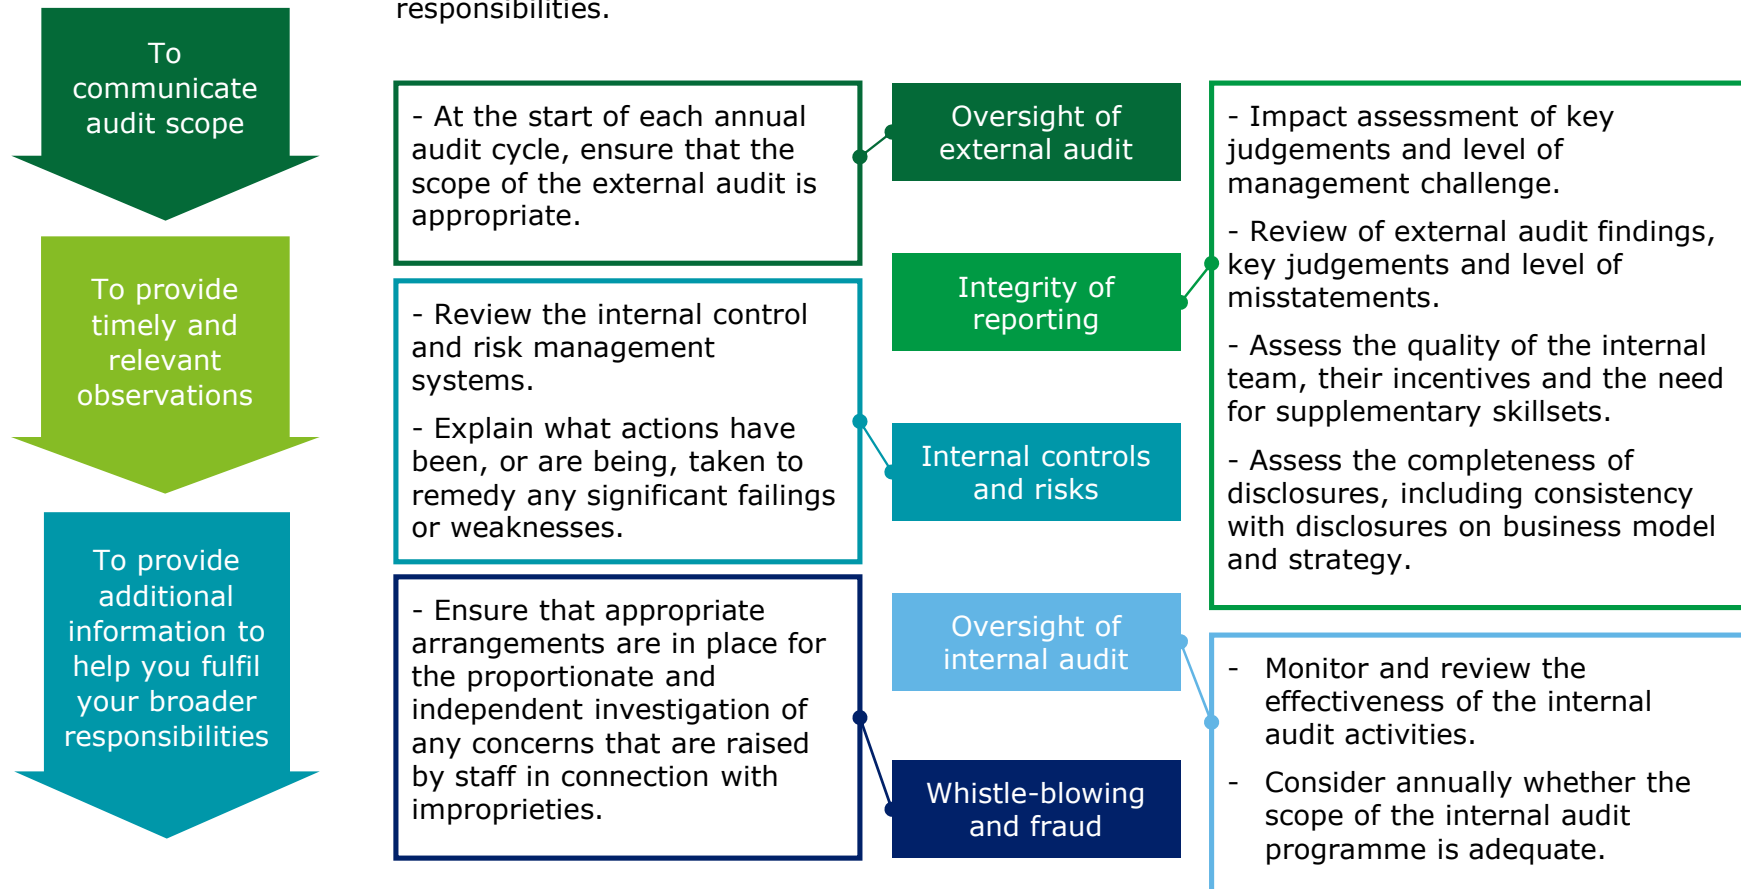 responsibilities.
To
communicate
audit scope
To provide
timely and
relevant
observations
To provide
additional
information to
help you fulfil
your broader
responsibilities
- At the start of each annual
audit cycle, ensure that the
scope of the external audit is
appropriate.
- Review the internal control
and risk management
systems.
- Explain what actions have
been, or are being, taken to
remedy any significant failings
or weaknesses.
- Ensure that appropriate
arrangements are in place for
the proportionate and
independent investigation of
any concerns that are raised
by staff in connection with
improprieties.
Oversight of
external audit
Integrity of
reporting
Internal controls
and risks
Oversight of
internal audit
Whistle-blowing
and fraud
- Impact assessment of key
judgements and level of
management challenge.
- Review of external audit findings,
key judgements and level of
misstatements.
- Assess the quality of the internal
team, their incentives and the need
for supplementary skillsets.
- Assess the completeness of
disclosures, including consistency
with disclosures on business model
and strategy.
- Monitor and review the
effectiveness of the internal
audit activities.
- Consider annually whether the
scope of the internal audit
programme is adequate.